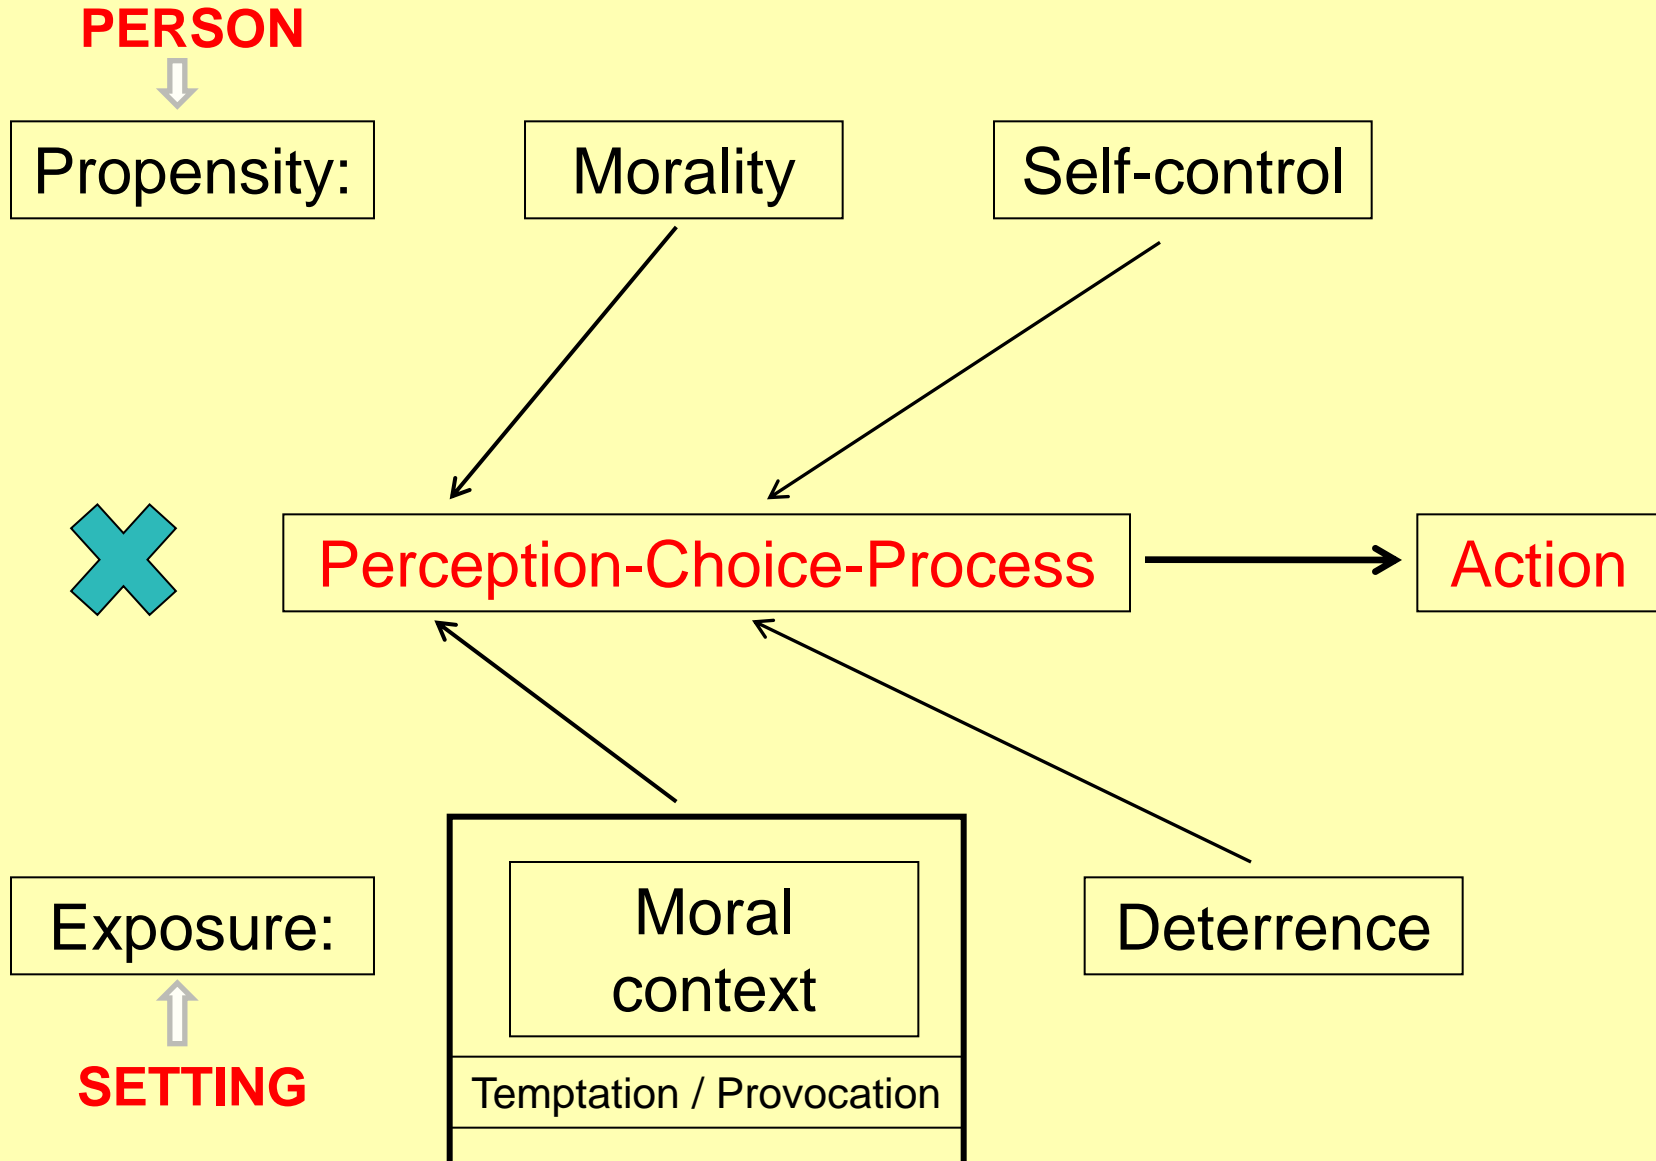 PERSON
Propensity:
Morality
Self-control
Perception-Choice-Process
Action
Exposure:
Moral
context
Deterrence
SETTING
Temptation / Provocation